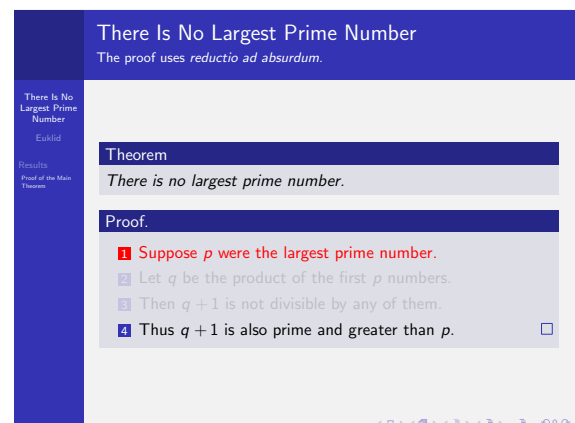 There Is No Largest Prime Number
The proof uses reductio ad absurdum.
There Is No
Largest Prime
Number
Euklid
Results
Proof of the Main
Theorem
Theorem
There is no largest prime number.
Proof.
1 Suppose p were the largest prime number.
2 Let q be the product of the first p numbers.
3 Then q + 1 is not divisible by any of them.
4 Thus q + 1 is also prime and greater than p. □